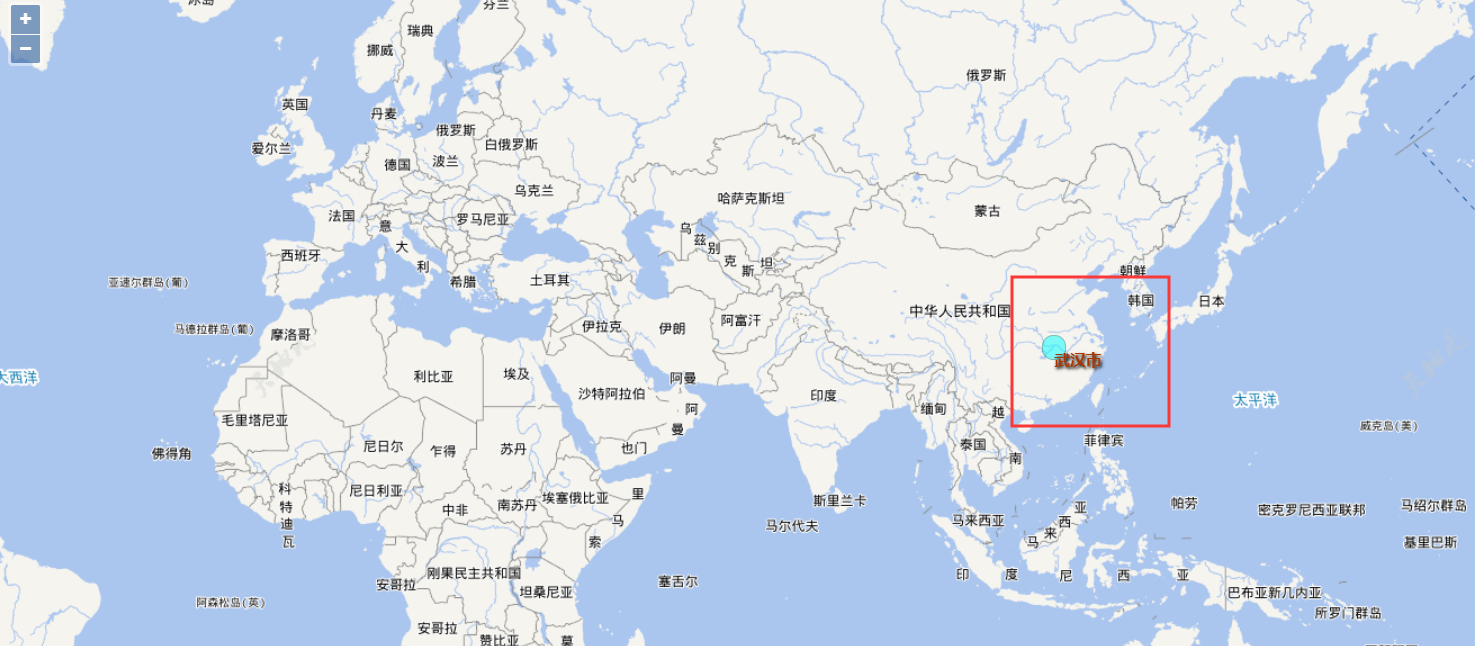 冰岛
芬兰
+
−
瑞典
挪威
俄罗斯
英国
丹麦
俄罗斯
爱尔兰
白俄罗斯
德国
波兰
乌克兰
哈萨克斯坦
法国
罗马尼亚
蒙古
意大利
乌兹别克斯坦
西班牙
希腊
土耳其
朝鲜
亚速尔群岛(葡)
韩国
日本
中华人民共和国
马德拉群岛(葡)
摩洛哥
伊拉克
伊朗
阿富汗
武汉市
大西洋
利比亚
埃及
阿曼
沙特阿拉伯
印度
太平洋
阿曼
缅甸
越南
毛里塔尼亚
威克岛(美)
尼日尔
乍得
苏丹
也门
泰国
菲律宾
佛得角
科特迪瓦
尼日利亚
中非
南苏丹
埃塞俄比亚
索马里
斯里兰卡
帕劳
密克罗尼西亚联邦
马绍尔群岛
马尔代夫
马来西亚
马来西亚
基里巴斯
刚果民主共和国
安哥拉
坦桑尼亚
塞舌尔
印度尼西亚
巴布亚新几内亚
阿森松岛(英)
所罗门群岛
安哥拉
赞比亚
莫